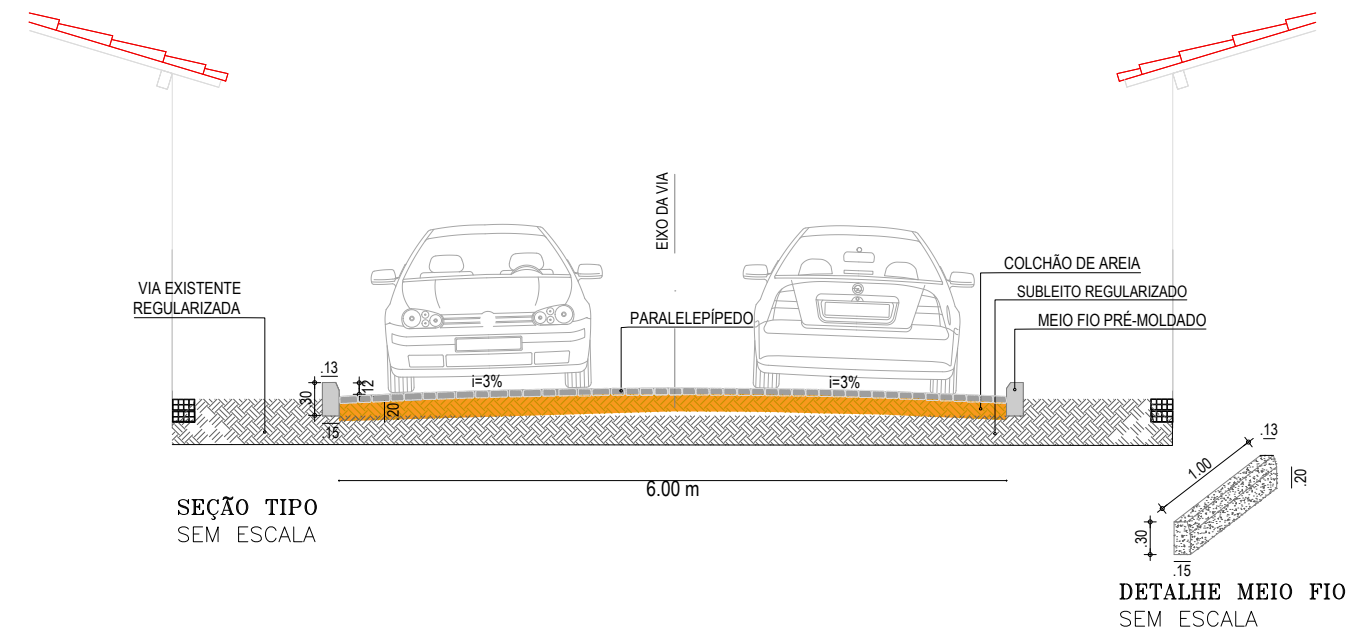 EIXO DA VIA
COLCHÃO DE AREIA
VIA EXISTENTE
REGULARIZADA
SUBLEITO REGULARIZADO
PARALELEPÍPEDO
MEIO FIO PRÉ-MOLDADO
.13
.30
.12
i=3%
i=3%
.20
.15
6.00 m
SEÇÃO TIPO
SEM ESCALA
1.00
.13
.20
.30
.15
DETALHE MEIO FIO
SEM ESCALA